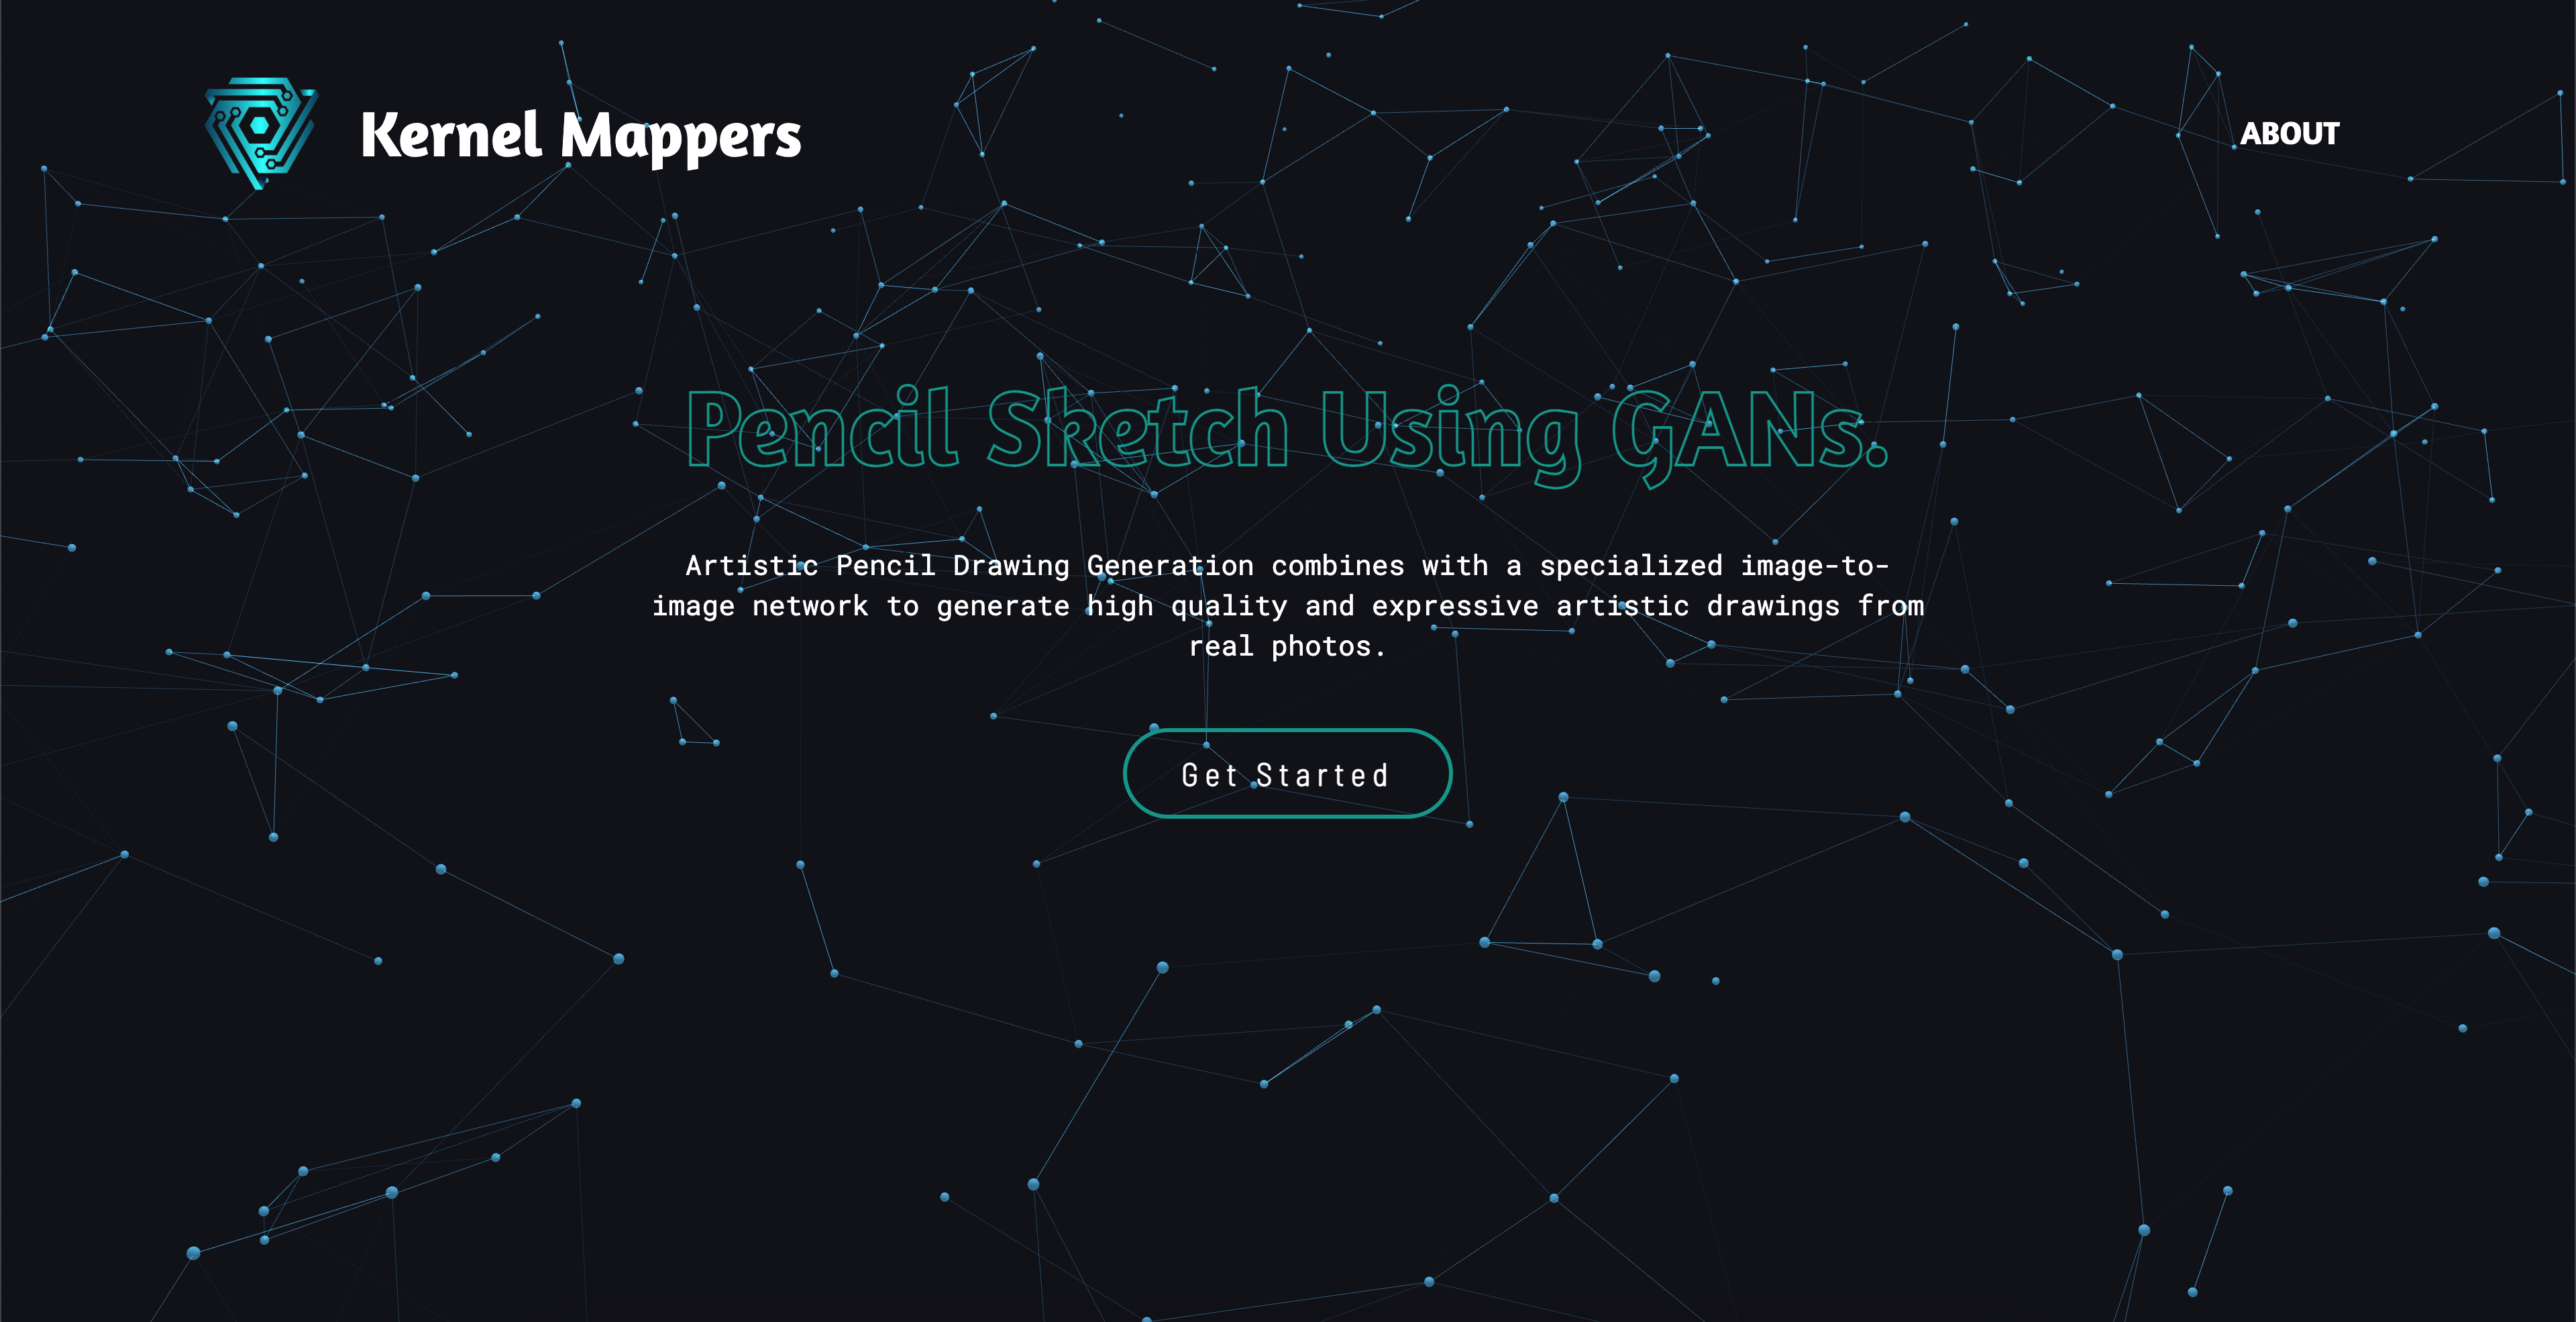 Kernel Mappers
ABOUT
Pencil Sketch Using GANs.
Artistic Pencil Drawing Generation combines with a specialized image-to-
image network to generate high quality and expressive artistic drawings from
real photos.
Get Started